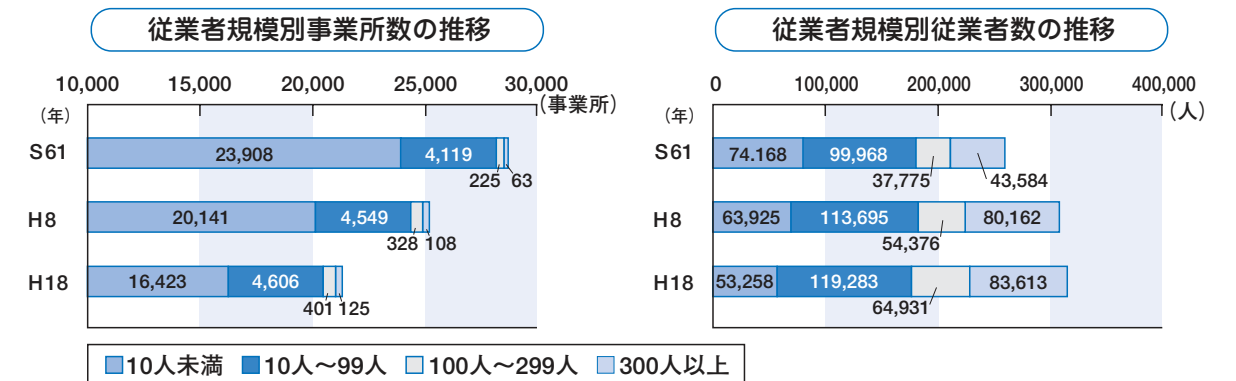 従業者規模別事業所数の推移
10,000 15,000 20,000 25,000 30,000
(事業所)
(年)
S61 23,908 4,119
225 63
H8 20,141 4,549
328 108
H18 16,423 4,606
401 125
従業者規模別従業者数の推移
0 100,000 200,000 300,000 400,000
(人)
(年)
S61 74.168 99,968
37,775 43,584
H8 63,925 113,695 80,162
54,376
H18 53,258 119,283 83,613
64,931
10人未満 10人〜99人 100人〜299人 300人以上